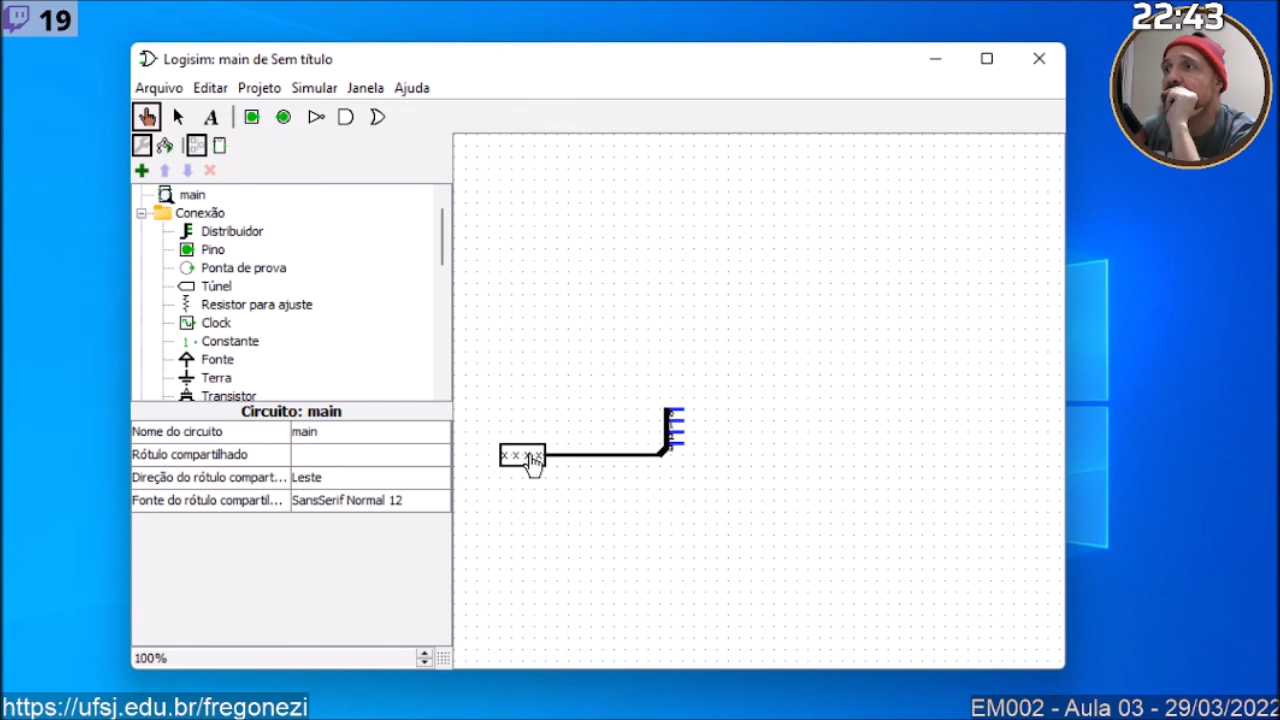 19
22:43
Logisim: main de Sem título
Arquivo Editar Projeto Simular Janela Ajuda
A
main
Conexão
Distribuidor
Pino
Ponta de prova
Túnel
Resistor para ajuste
Clock
Constante
Fonte
Terra
Transistor
Circuito: main
Nome do circuito main
Rótulo compartilhado
Direção do rótulo compart... Leste
Fonte do rótulo compartil... SansSerif Normal 12
x x x x
100%
https://ufsj.edu.br/fregonezi
EM002 - Aula 03 - 29/03/2022